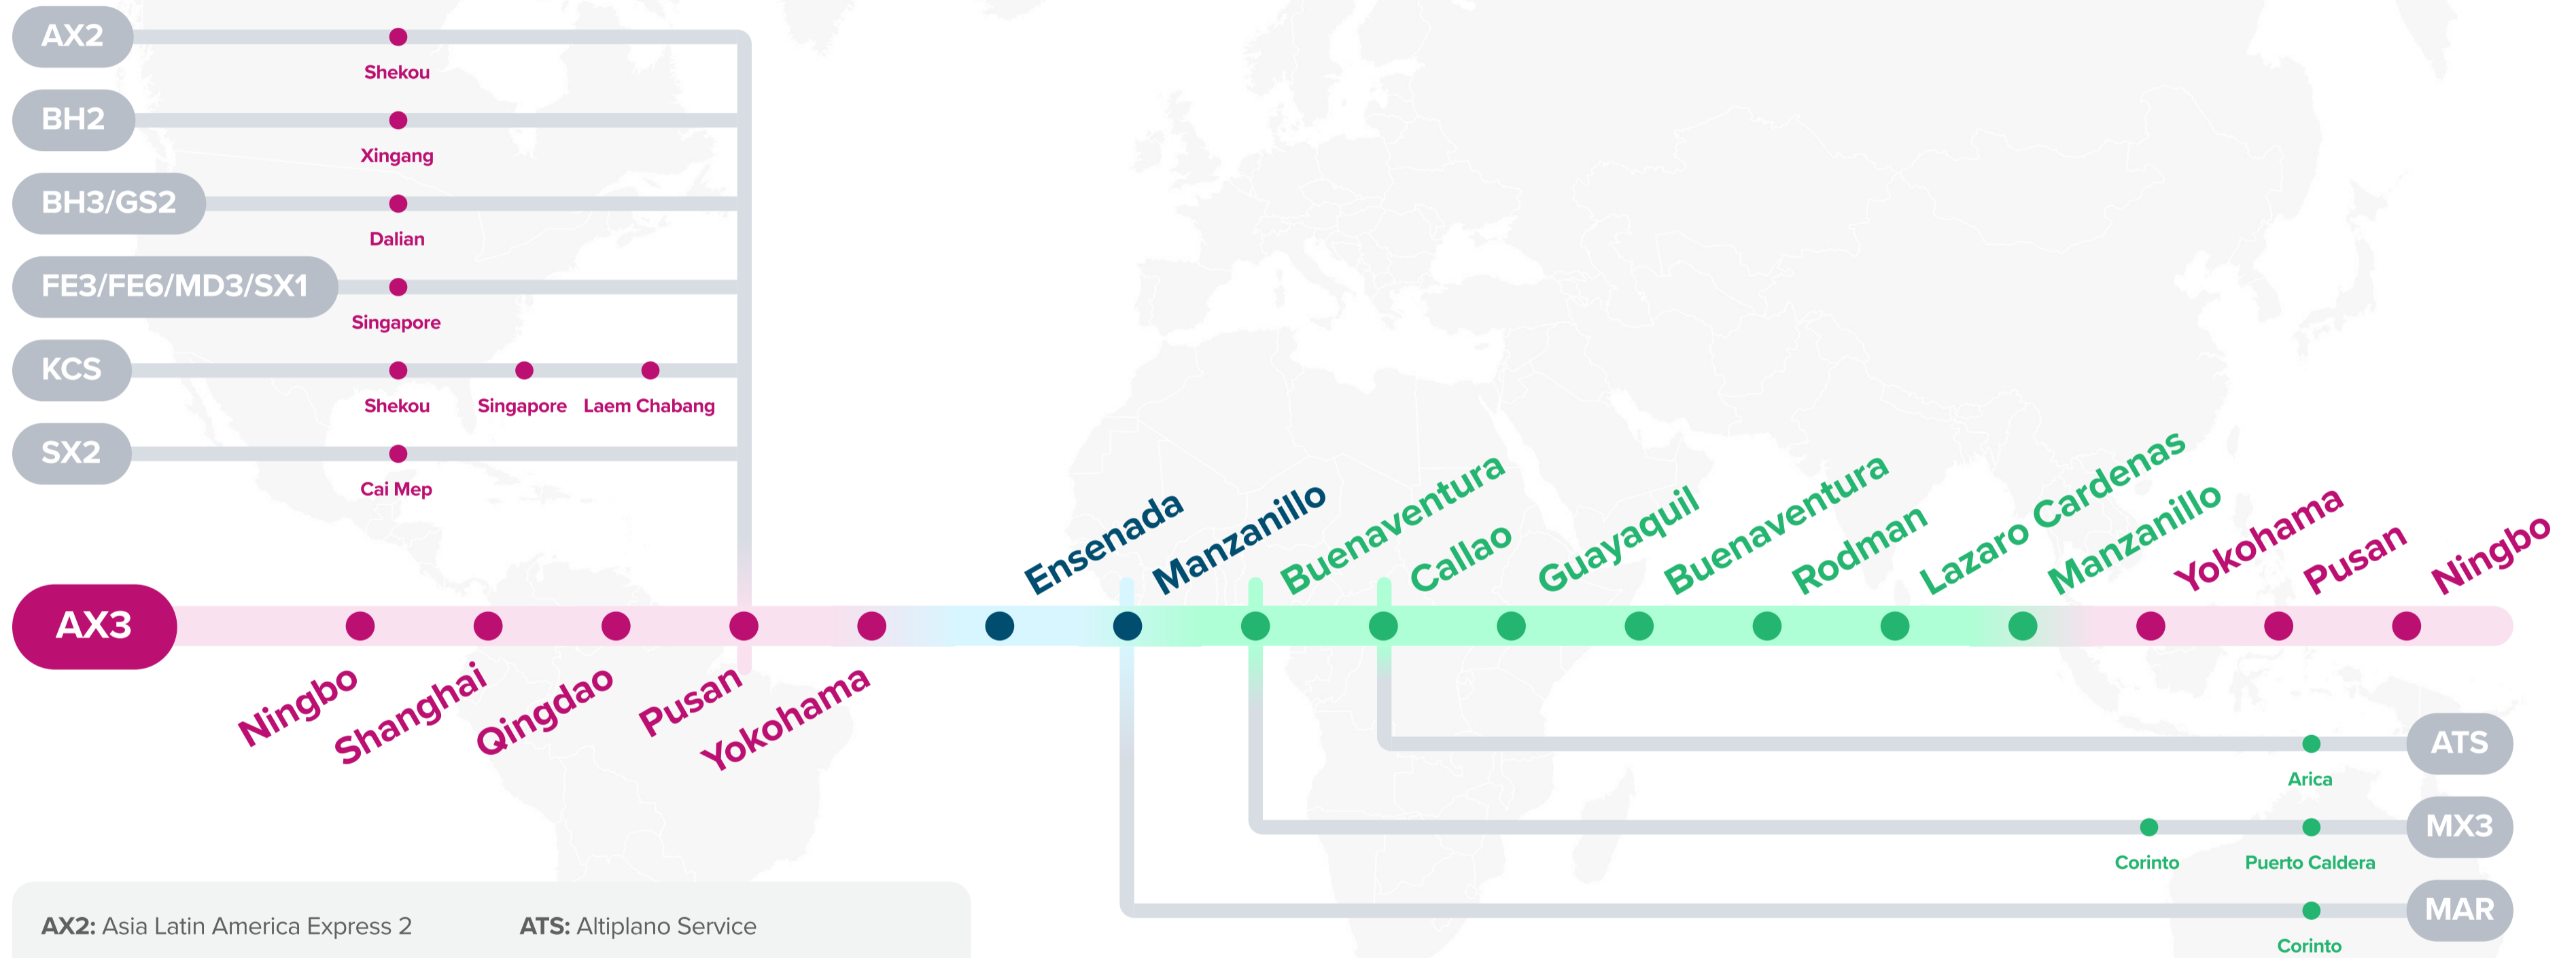 AX2
Shekou
BH2
Xingang
BH3/GS2
Dalian
FE3/FE6/MD3/SX1
Singapore
KCS
Shekou Singapore Laem Chabang
SX2
Cai Mep
Ensenada Manzanillo Buenaventura Callao Guayaquil Buenaventura Rodman Lazaro Cardenas Manzanillo Yokohama Pusan Ningbo
AX3
Ningbo Shanghai Qingdao Pusan Yokohama
ATS
Arica
MX3
Corinto Puerto Caldera
MAR
Corinto
AX2: Asia Latin America Express 2 ATS: Altiplano Service